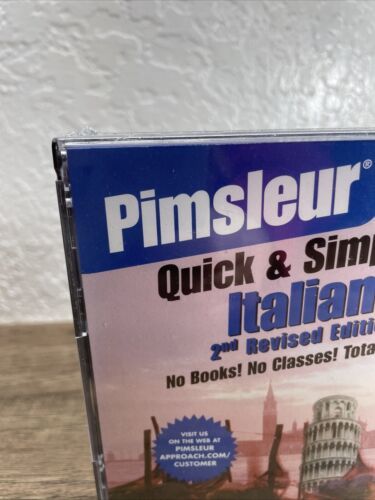 Pimsleur®
Quick &
Italian
2nd Revised
No Books! No Classes!
VISIT US
ON THE WEB AT
PIMSLEUR
APPROACH.COM/
CUSTOMER